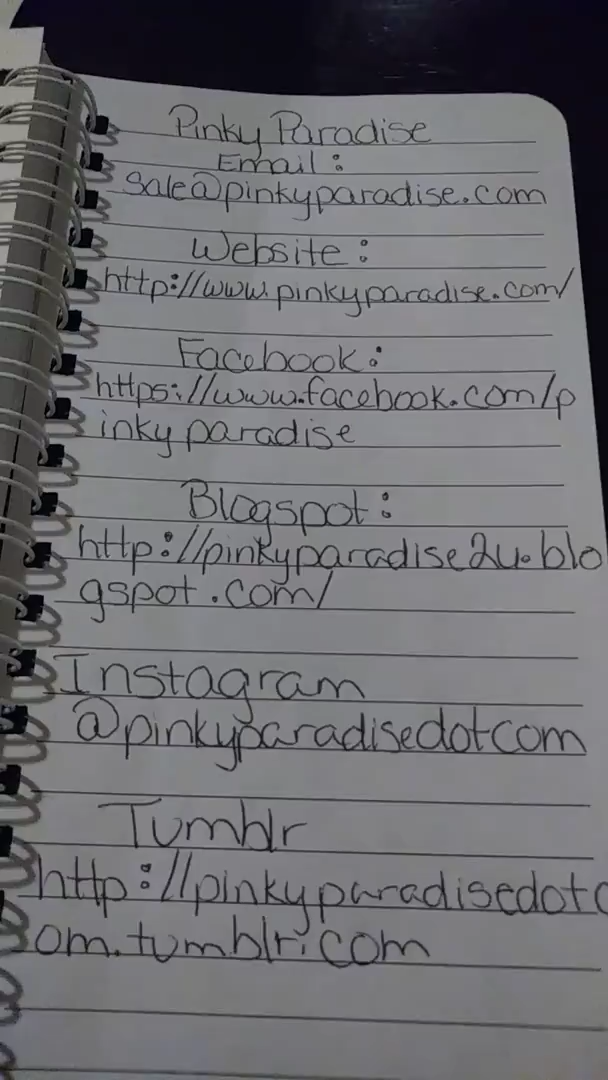 Pinky Paradise
Email:
Sale@pinkyparadise.com
Website:
http://www.pinkyparadise.com/
Facebook:
https://www.facebook.com/p
inkyparadise
Blogspot:
http://pinkyparadise2u.blo
gspot.com/
Instagram
@pinkyparadisedotcom
Tumblr
http://pinkyparadisedotc
om.tumblr.com